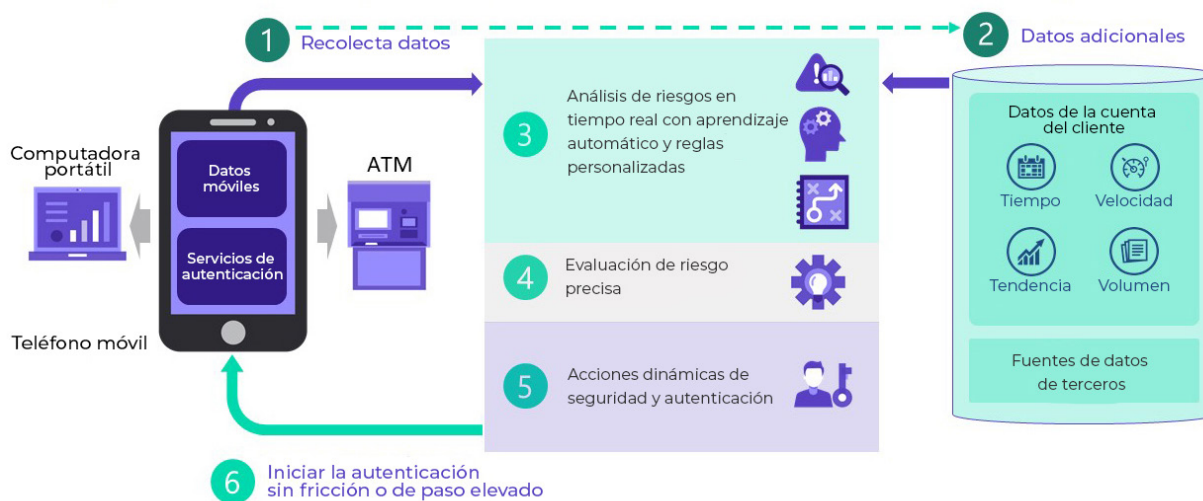 1
Recolecta datos
2
Datos adicionales
Computadora
portátil
Datos
móviles
Servicios de
autenticación
ATM
Teléfono móvil
3
Análisis de riesgos en
tiempo real con aprendizaje
automático y reglas
personalizadas
4
Evaluación de riesgo
precisa
5
Acciones dinámicas de
seguridad y autenticación
Datos de la cuenta
del cliente
Tiempo
Velocidad
Tendencia
Volumen
Fuentes de datos
de terceros
6
Iniciar la autenticación
sin fricción o de paso elevado